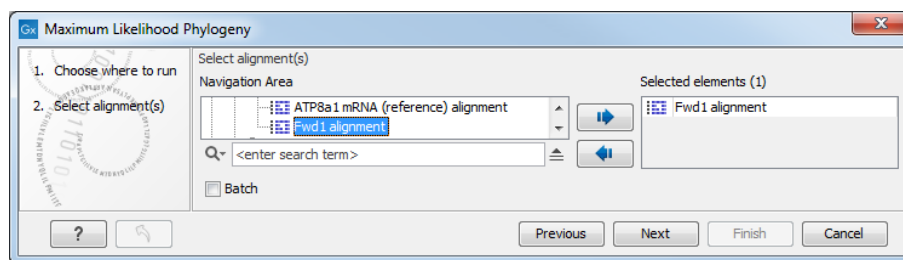 Gx Maximum Likelihood Phylogeny
1. Choose where to run
2. Select alignment(s)
Select alignment(s)
Navigation Area
ATP8a1 mRNA (reference) alignment
Fwd1 alignment
<enter search term>
Batch
Selected elements (1)
Fwd1 alignment
?
Previous
Next
Finish
Cancel